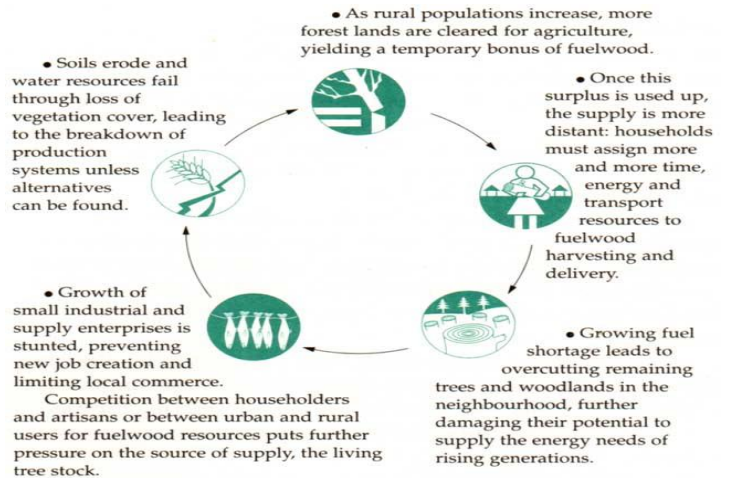 • As rural populations increase, more
forest lands are cleared for agriculture,
yielding a temporary bonus of fuelwood.
• Once this
surplus is used up,
the supply is more
distant: households
must assign more
and more time,
energy and
transport
resources to
fuelwood
harvesting and
delivery.
• Growing fuel
shortage leads to
overcutting remaining
trees and woodlands in the
neighbourhood, further
damaging their potential to
supply the energy needs of
rising generations.
• Growth of
small industrial and
supply enterprises is
stunted, preventing
new job creation and
limiting local commerce.
Competition between householders
and artisans or between urban and rural
users for fuelwood resources puts further
pressure on the source of supply, the living
tree stock.
• Soils erode and
water resources fail
through loss of
vegetation cover, leading
to the breakdown of
production
systems unless
alternatives
can be found.